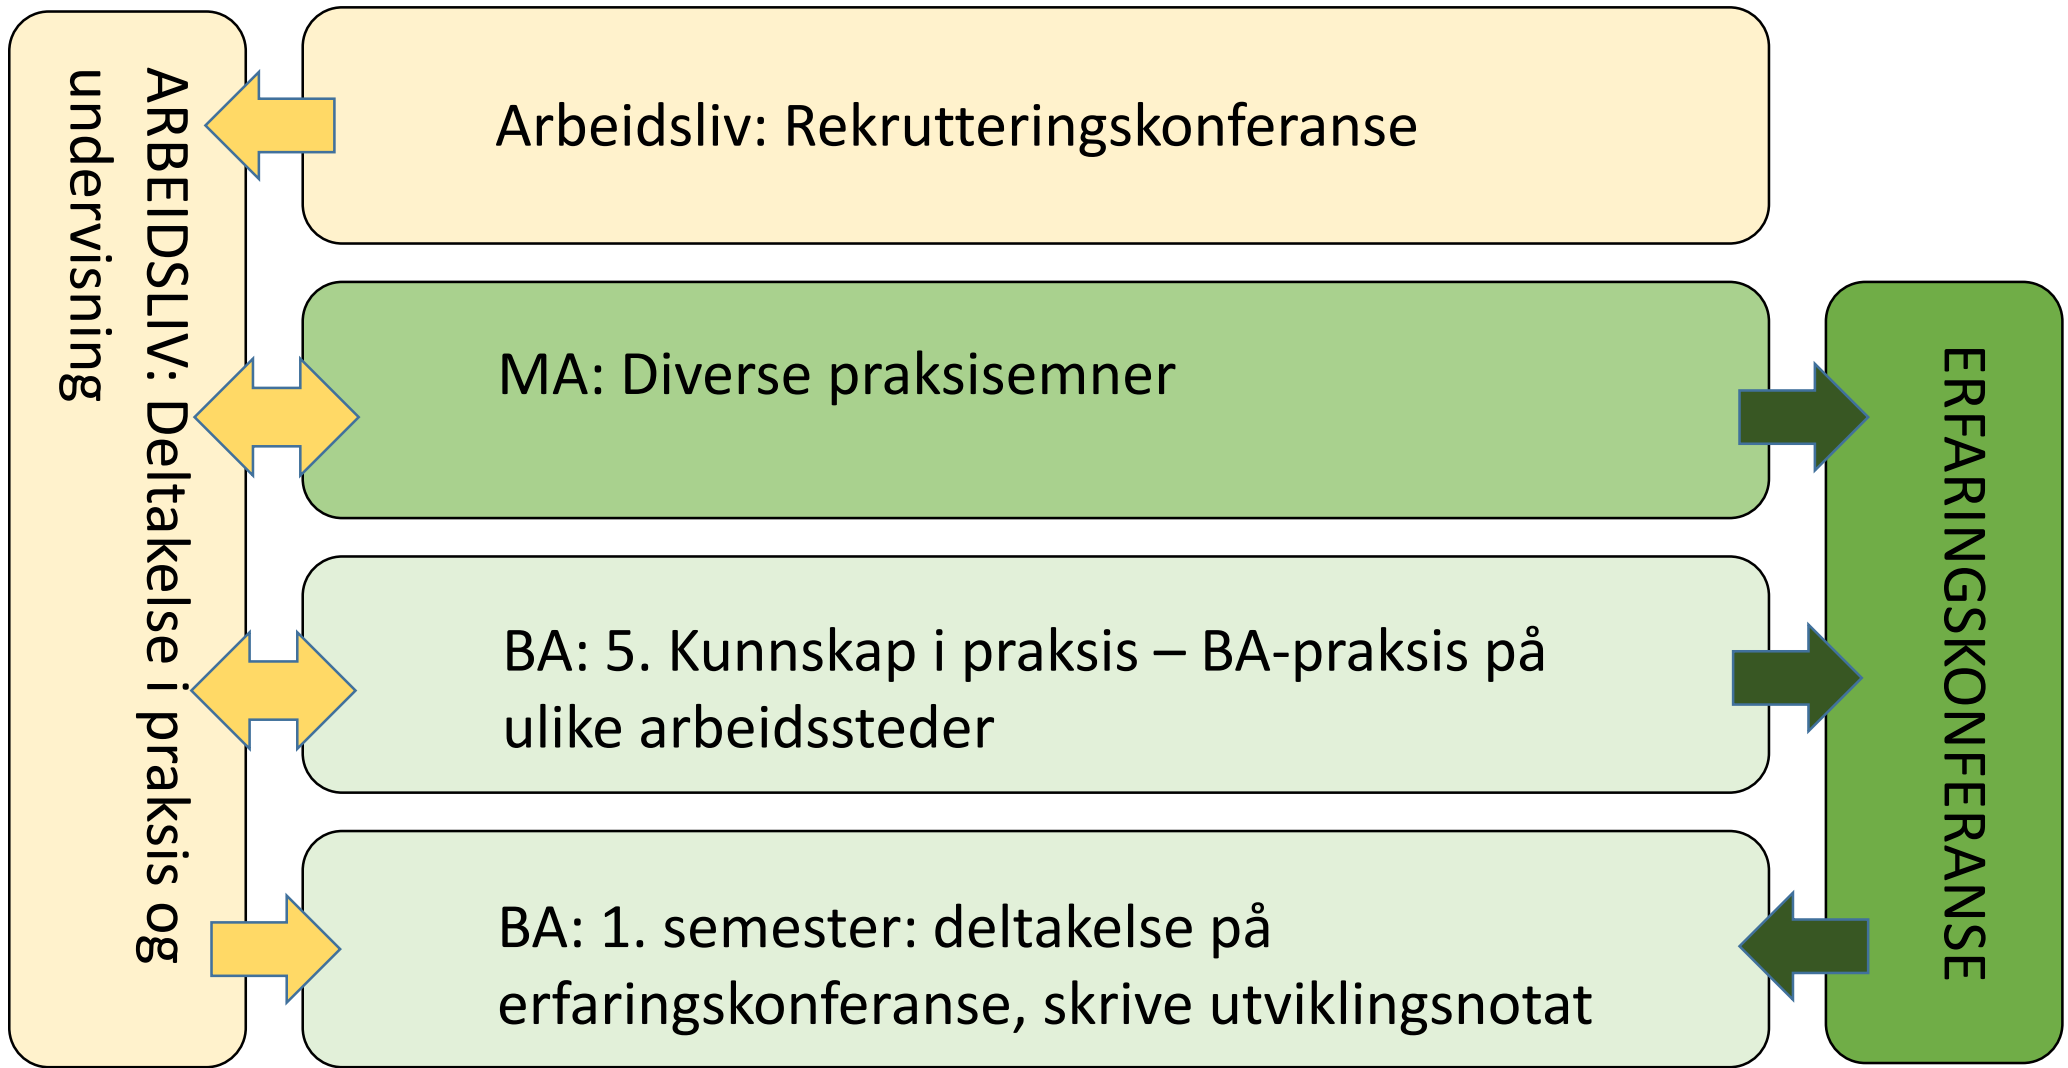 ARBEIDSLIV: Deltakelse i praksis og
undervisning
Arbeidsliv: Rekrutteringskonferanse
MA: Diverse praksisemner
BA: 5. Kunnskap i praksis – BA-praksis på
ulike arbeidssteder
BA: 1. semester: deltakelse på
erfaringskonferanse, skrive utviklingsnotat
ERFARINGSKONFERANSE